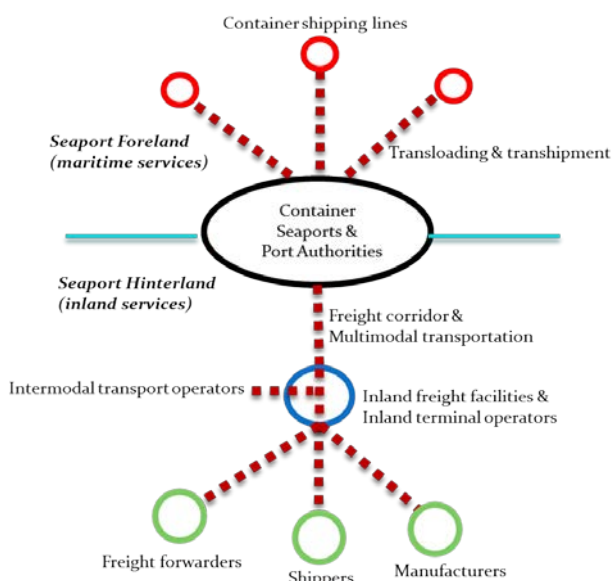 Container shipping lines
Seaport Foreland
(maritime services)
Transloading & transhipment
Container
Seaports &
Port Authorities
Seaport Hinterland
(inland services)
Freight corridor &
Multimodal transportation
Intermodal transport operators
Inland freight facilities &
Inland terminal operators
Freight forwarders
Shippers
Manufacturers